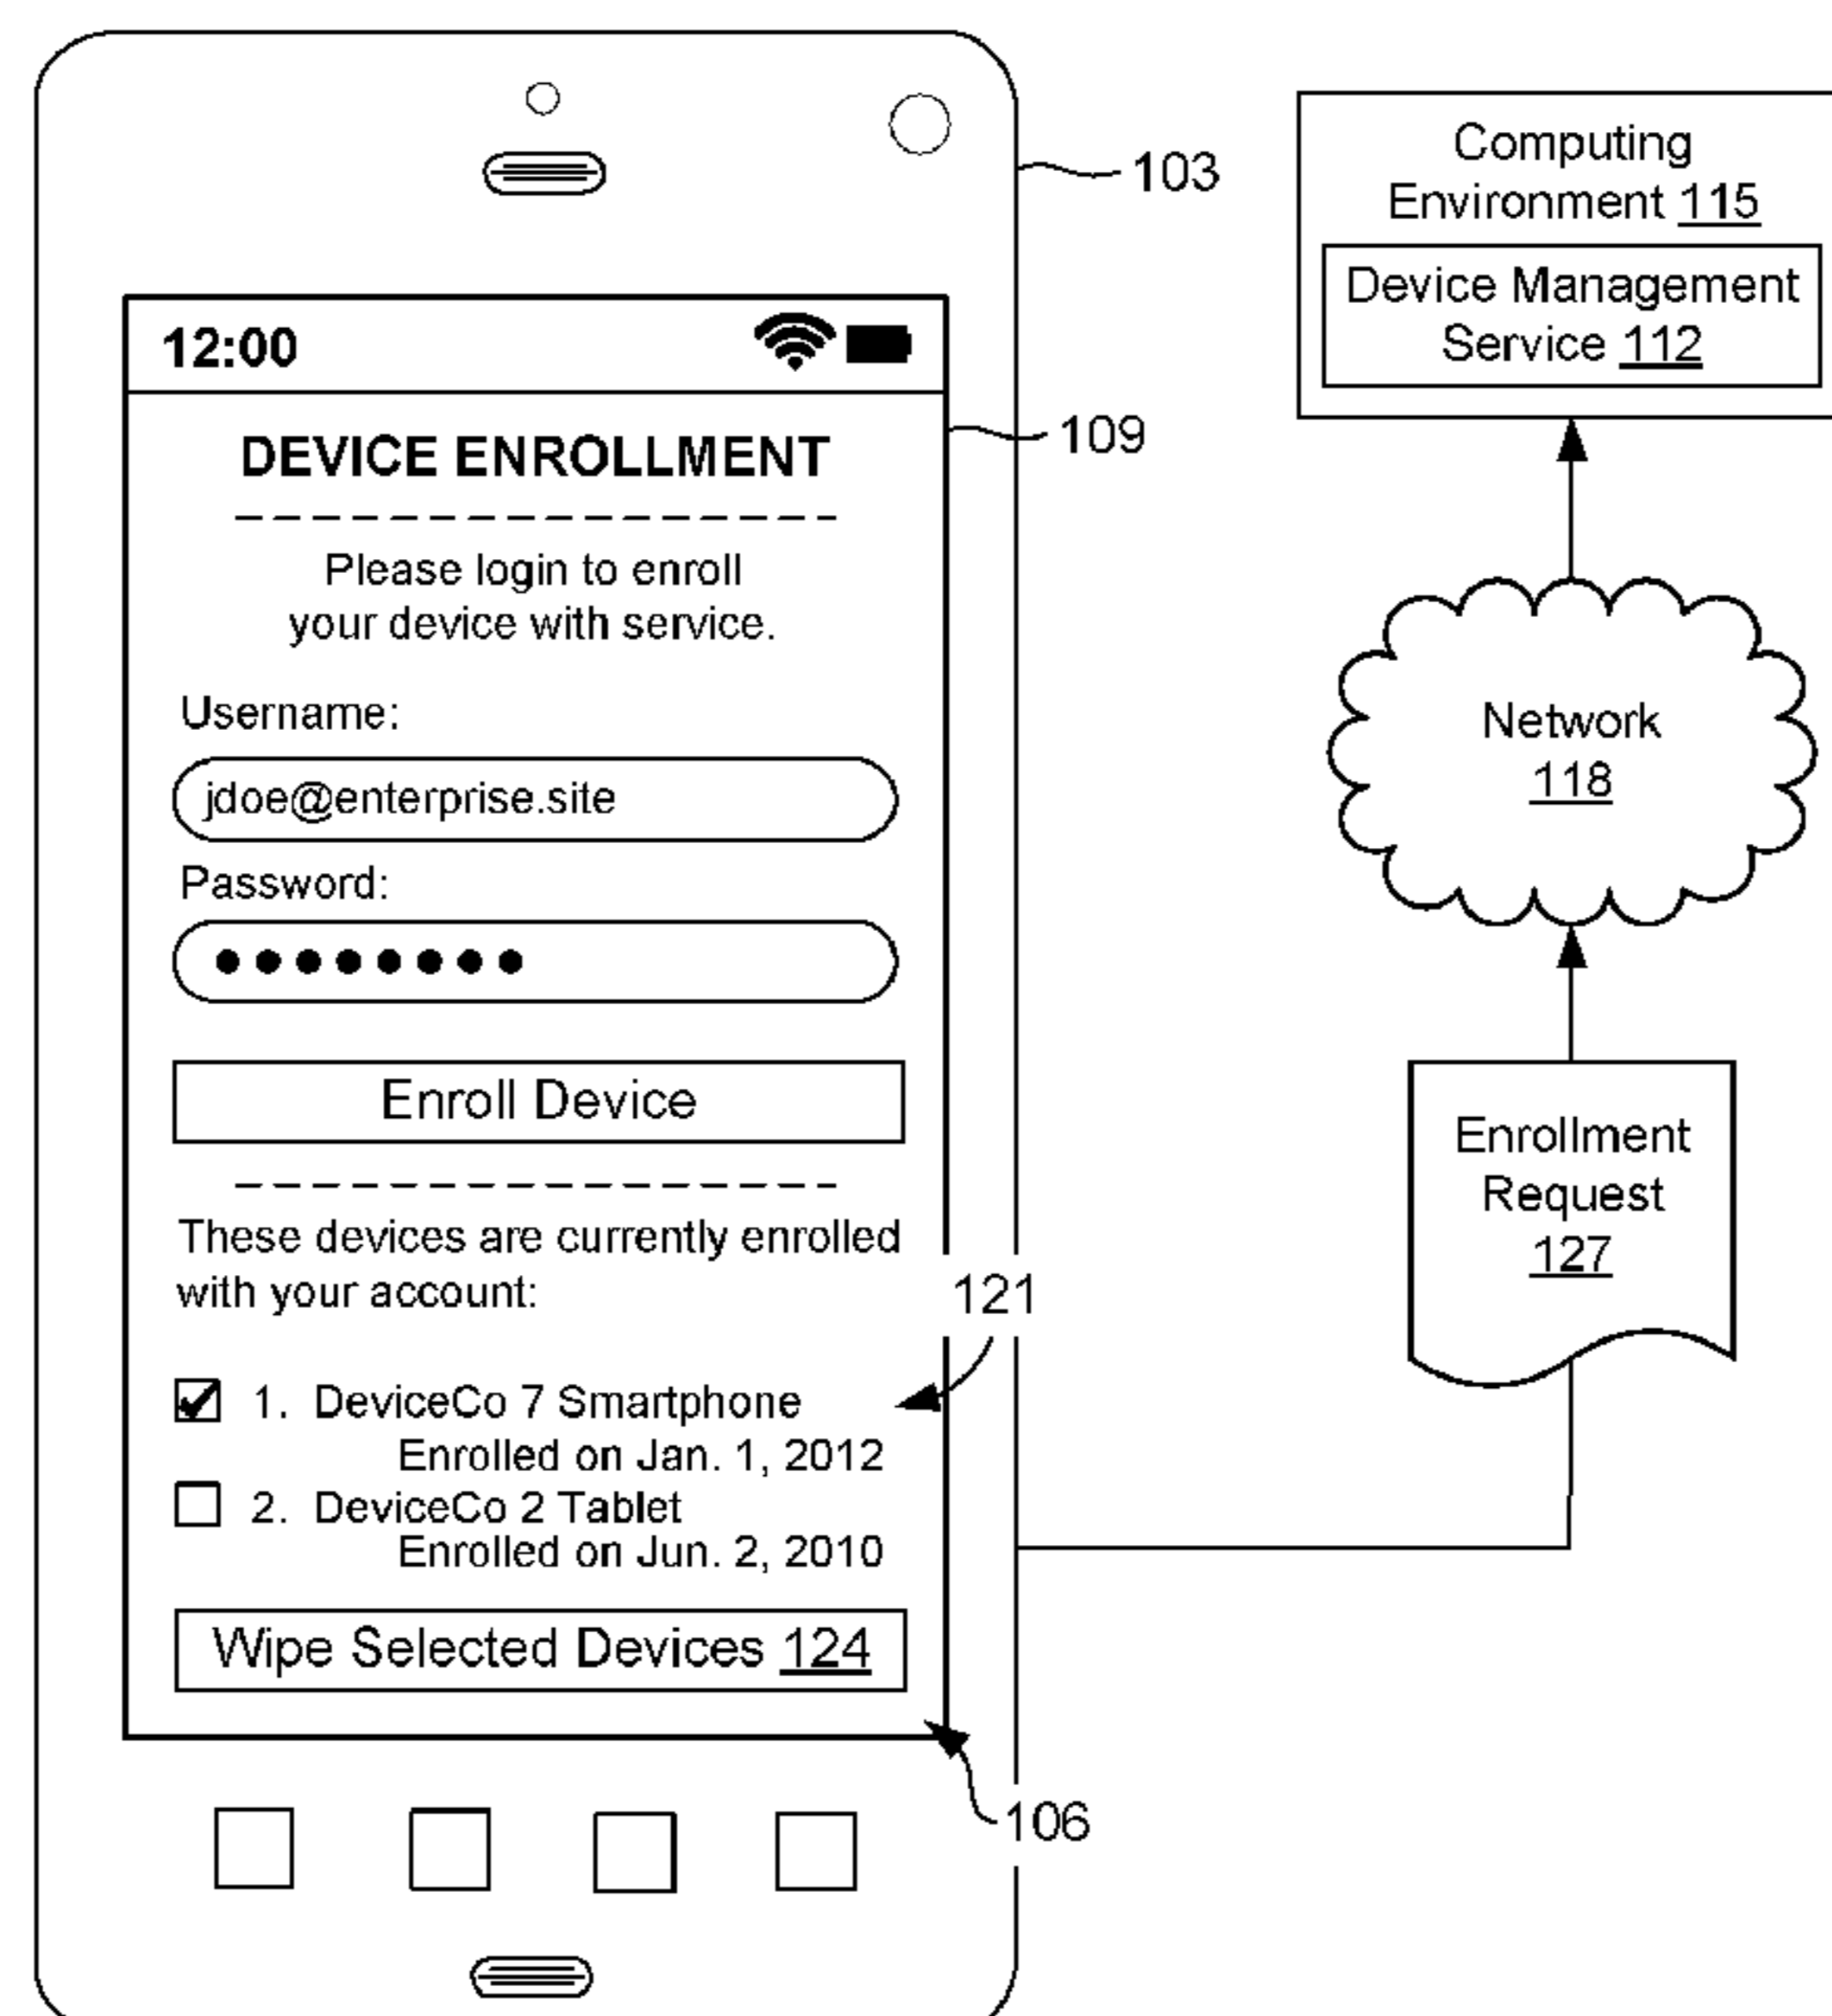 12:00
DEVICE ENROLLMENT
Please login to enroll
your device with service.
Username:
jdoe@enterprise.site
Password:
Enroll Device
These devices are currently enrolled
with your account:
1. DeviceCo 7 Smartphone
Enrolled on Jan. 1, 2012
2. DeviceCo 2 Tablet
Enrolled on Jun. 2, 2010
Wipe Selected Devices 124
103
109
121
106
Computing
Environment 115
Device Management
Service 112
Network
118
Enrollment
Request
127